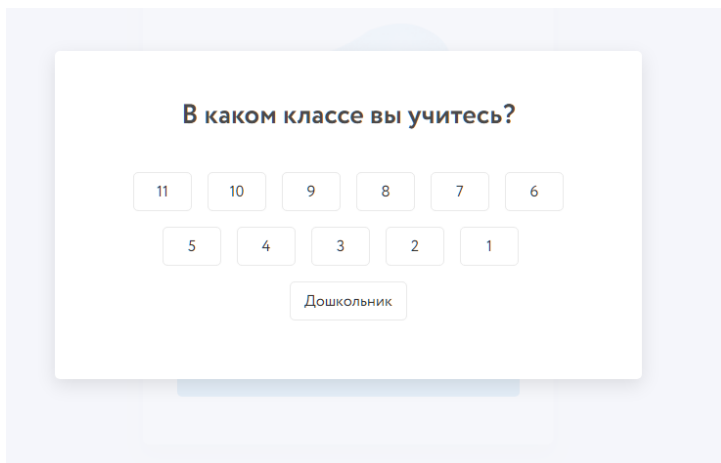 В каком классе вы учитесь?
11 10 9 8 7 6
5 4 3 2 1
Дошкольник